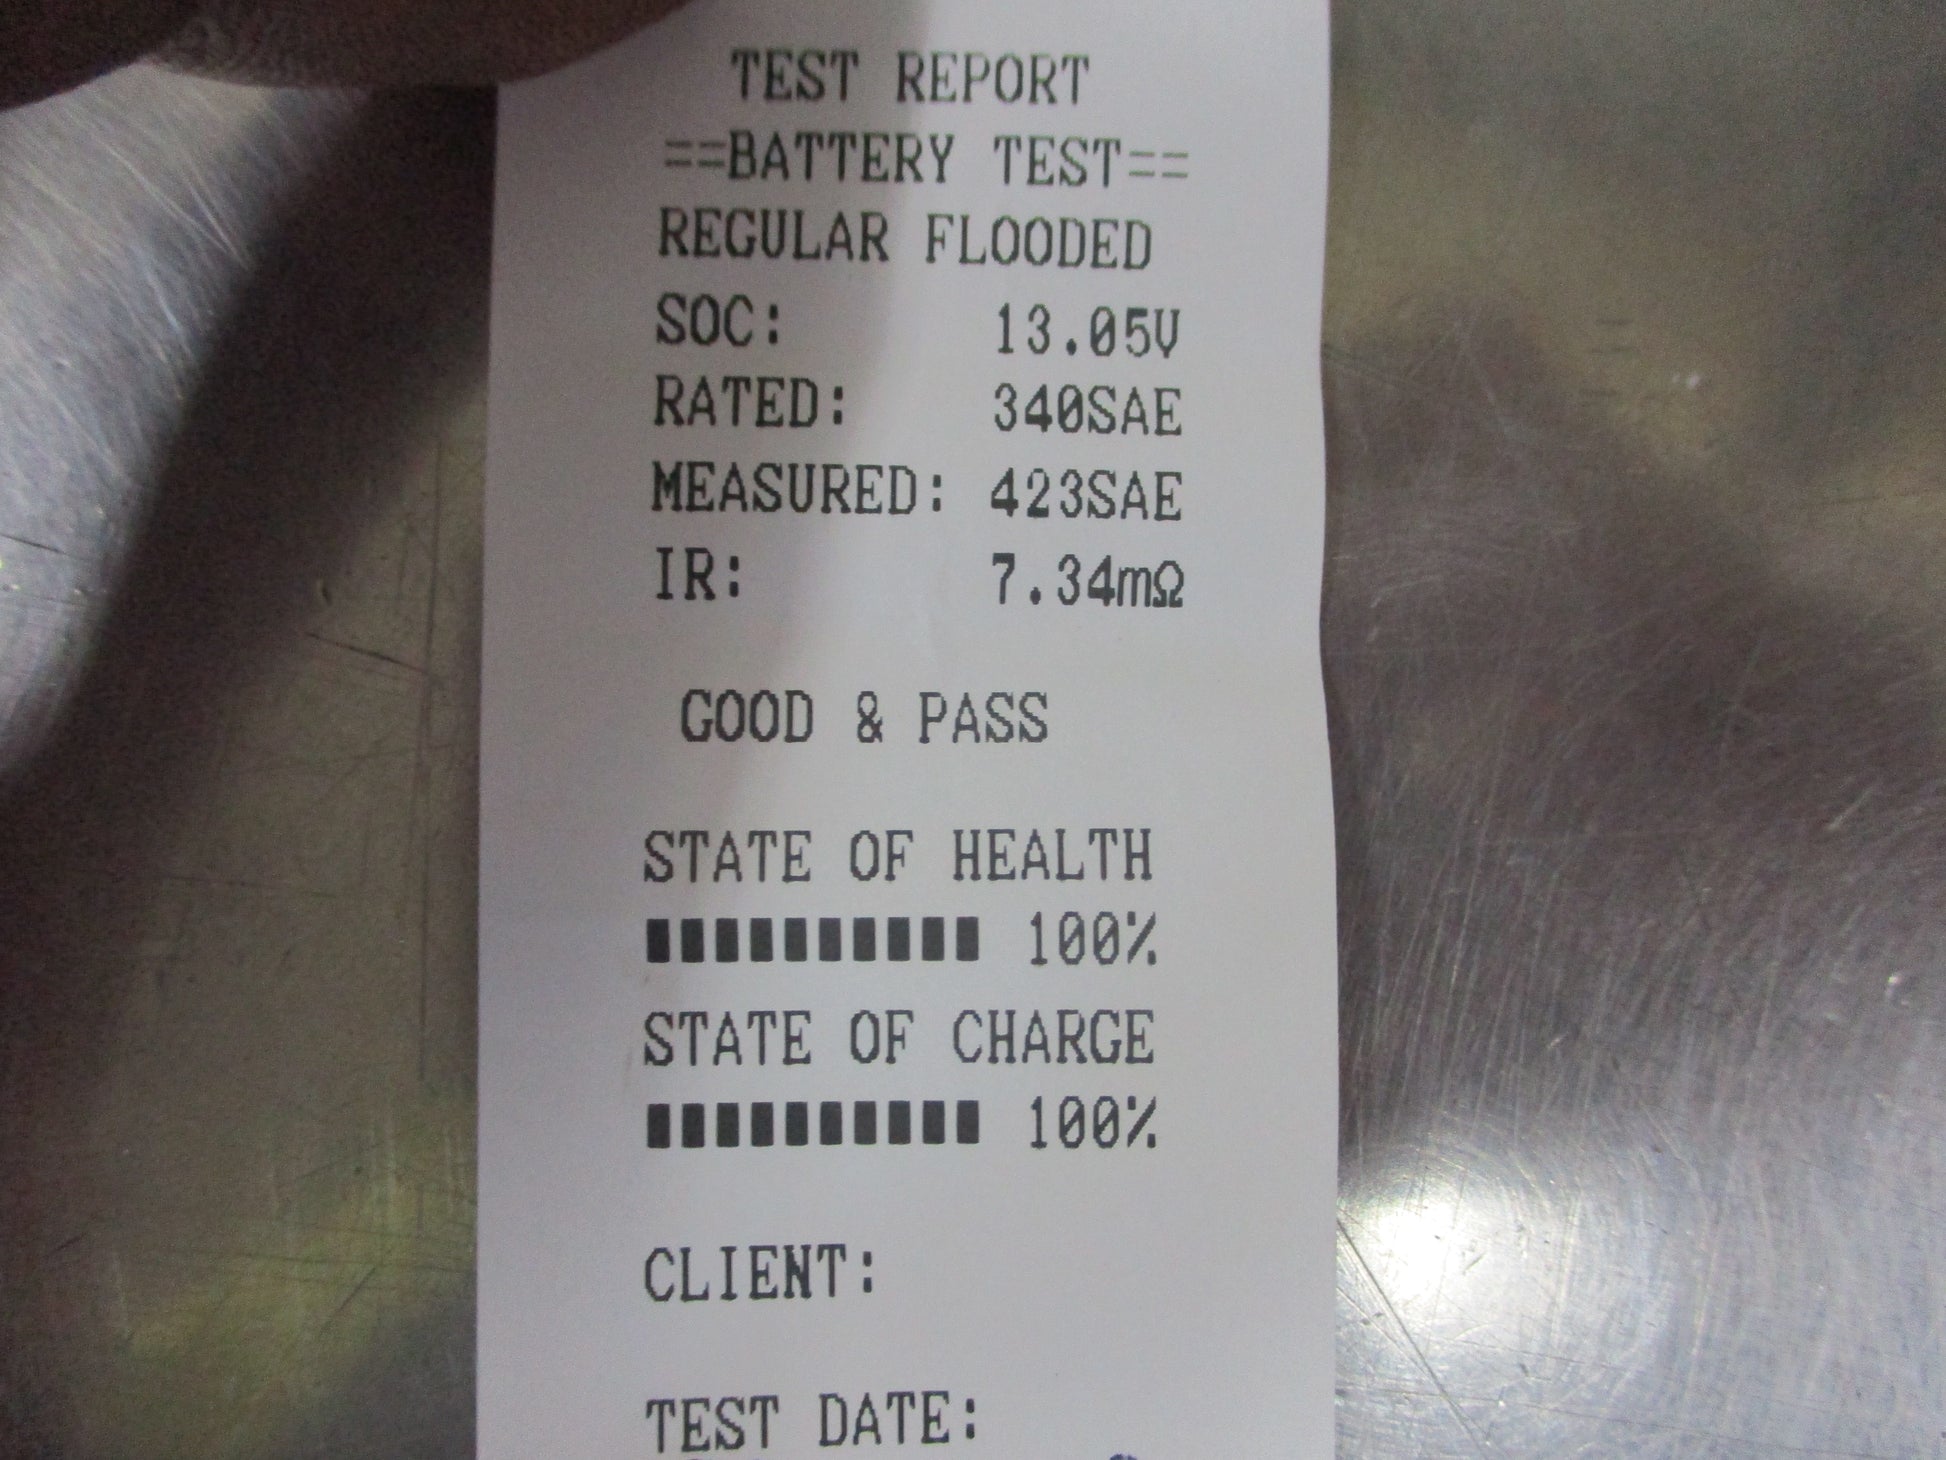 TEST REPORT
==BATTERY TEST==
REGULAR FLOODED
SOC: 13.05V
RATED: 340SAE
MEASURED: 423SAE
IR: 7.34mΩ
GOOD & PASS
STATE OF HEALTH
100%
STATE OF CHARGE
100%
CLIENT:
TEST DATE: